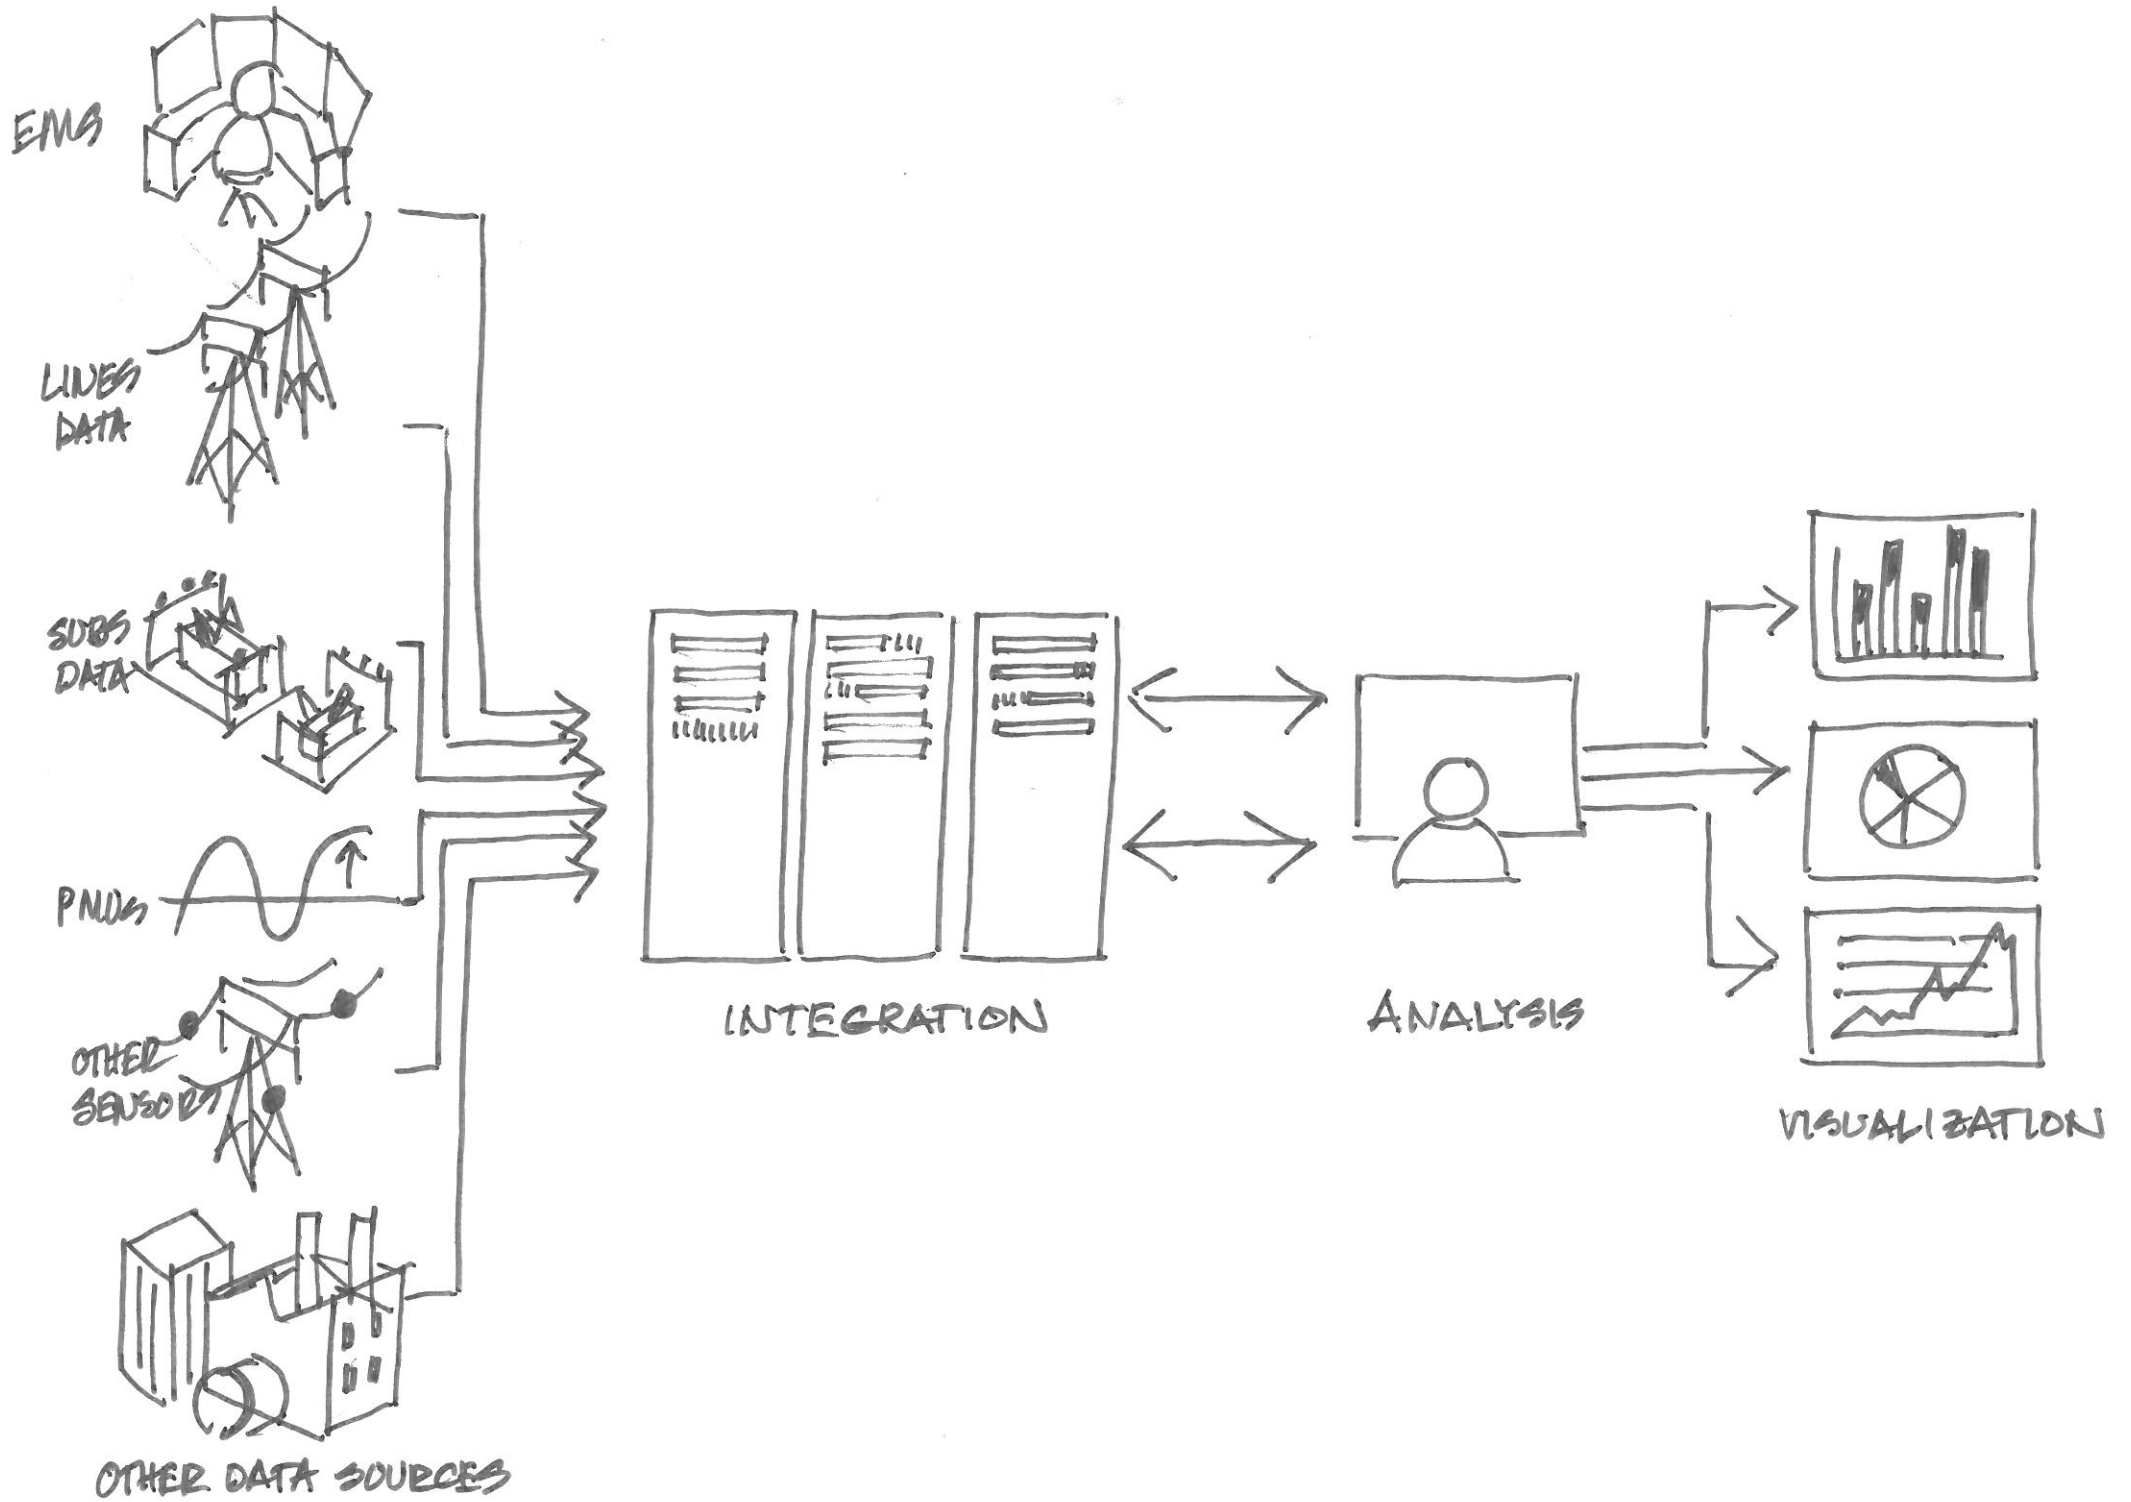 EMS
LINES
DATA
SUBS
DATA
PMUS
OTHER
SENSORS
OTHER DATA SOURCES
INTEGRATION
ANALYSIS
VISUALIZATION